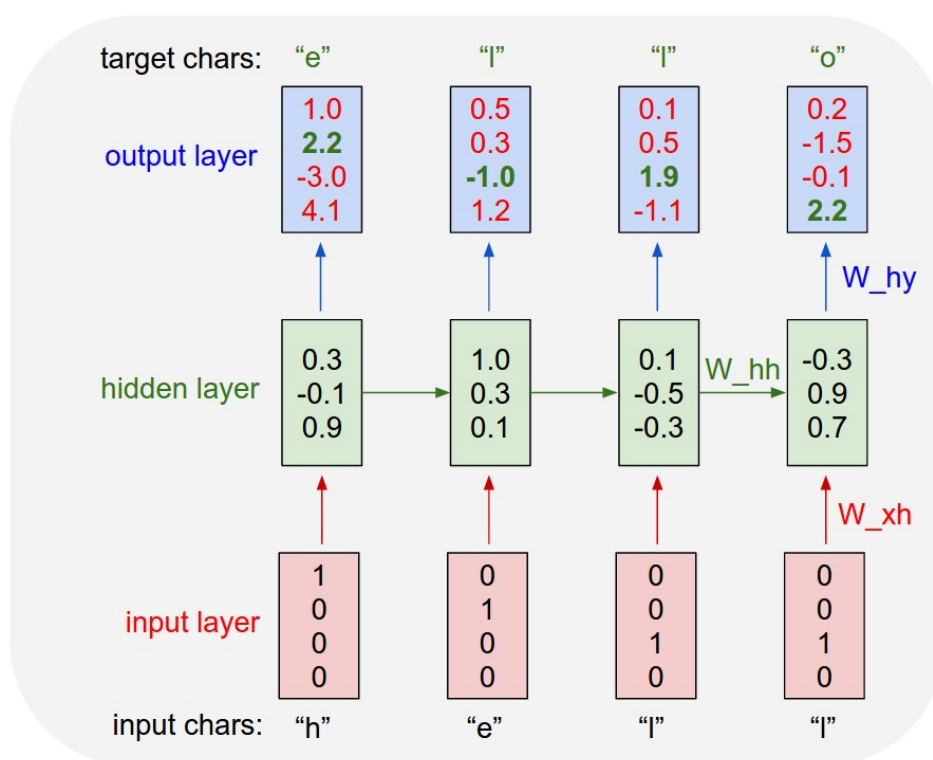 target chars: “e” “l” “l” “o”
output layer
1.0 0.5 0.1 0.2
2.2 0.3 0.5 -1.5
-3.0 -1.0 1.9 -0.1
4.1 1.2 -1.1 2.2
W_hy
hidden layer
0.3 1.0 0.1 -0.3
-0.1 0.3 -0.5 0.9
0.9 0.1 -0.3 0.7
W_hh
W_xh
input layer
1 0 0 0
0 1 0 0
0 0 1 1
0 0 0 0
input chars: “h” “e” “l” “l”